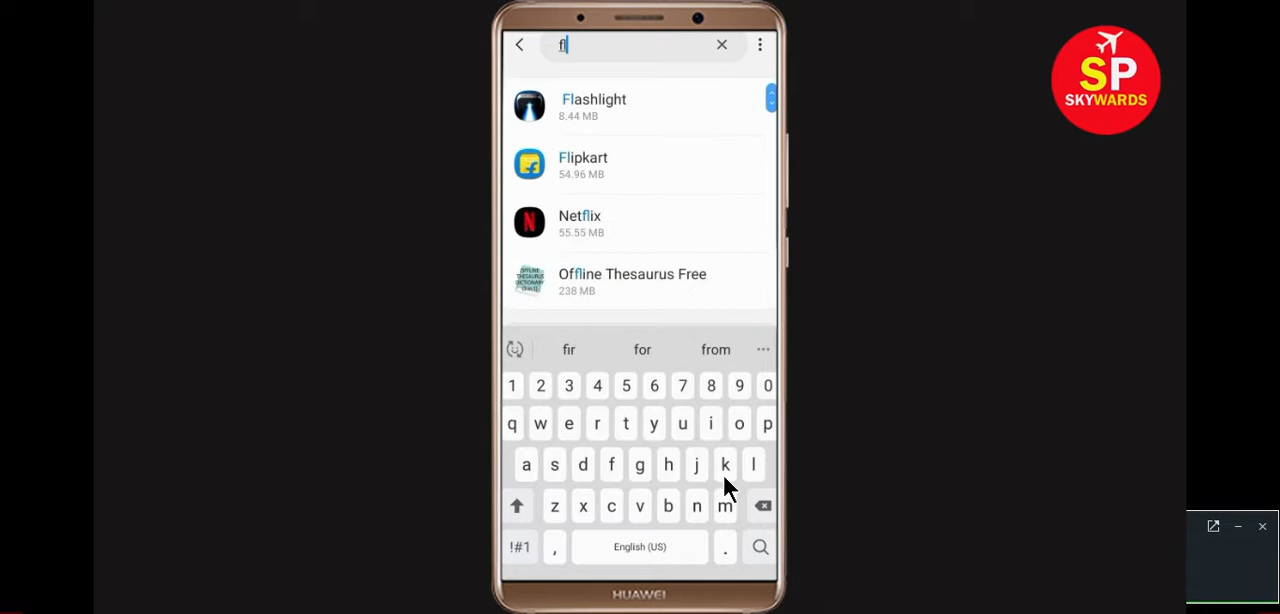 fl
Flashlight
8.44 MB
Flipkart
54.96 MB
Netflix
55.55 MB
Offline Thesaurus Free
238 MB
fir for from
1 2 3 4 5 6 7 8 9 0
q w e r t y u i o p
a s d f g h j k l
z x c v b n m
!#1 , English (US) .
HUAWEI
SP
SKYWARDS